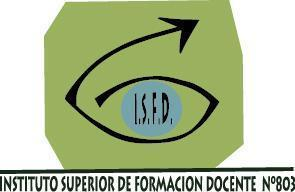 I.S.F.D.
INSTITUTO SUPERIOR DE FORMACION DOCENTE Nº803